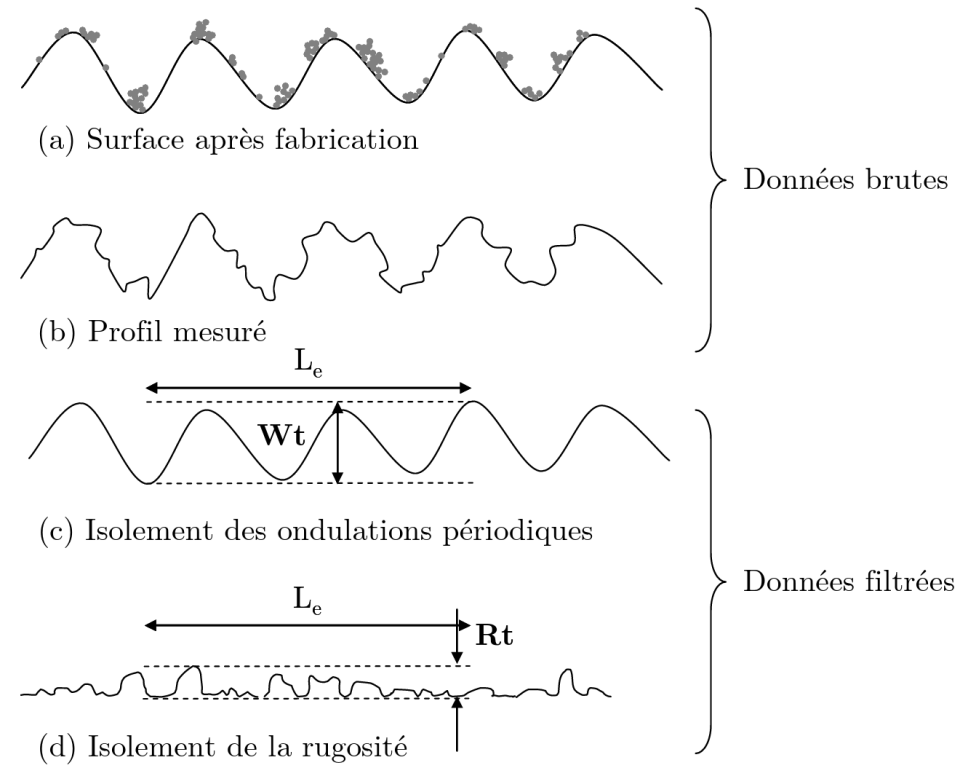 (a) Surface après fabrication
Données brutes
(b) Profil mesuré
Le
Wt
(c) Isolement des ondulations périodiques
Données filtrées
Le
Rt
(d) Isolement de la rugosité